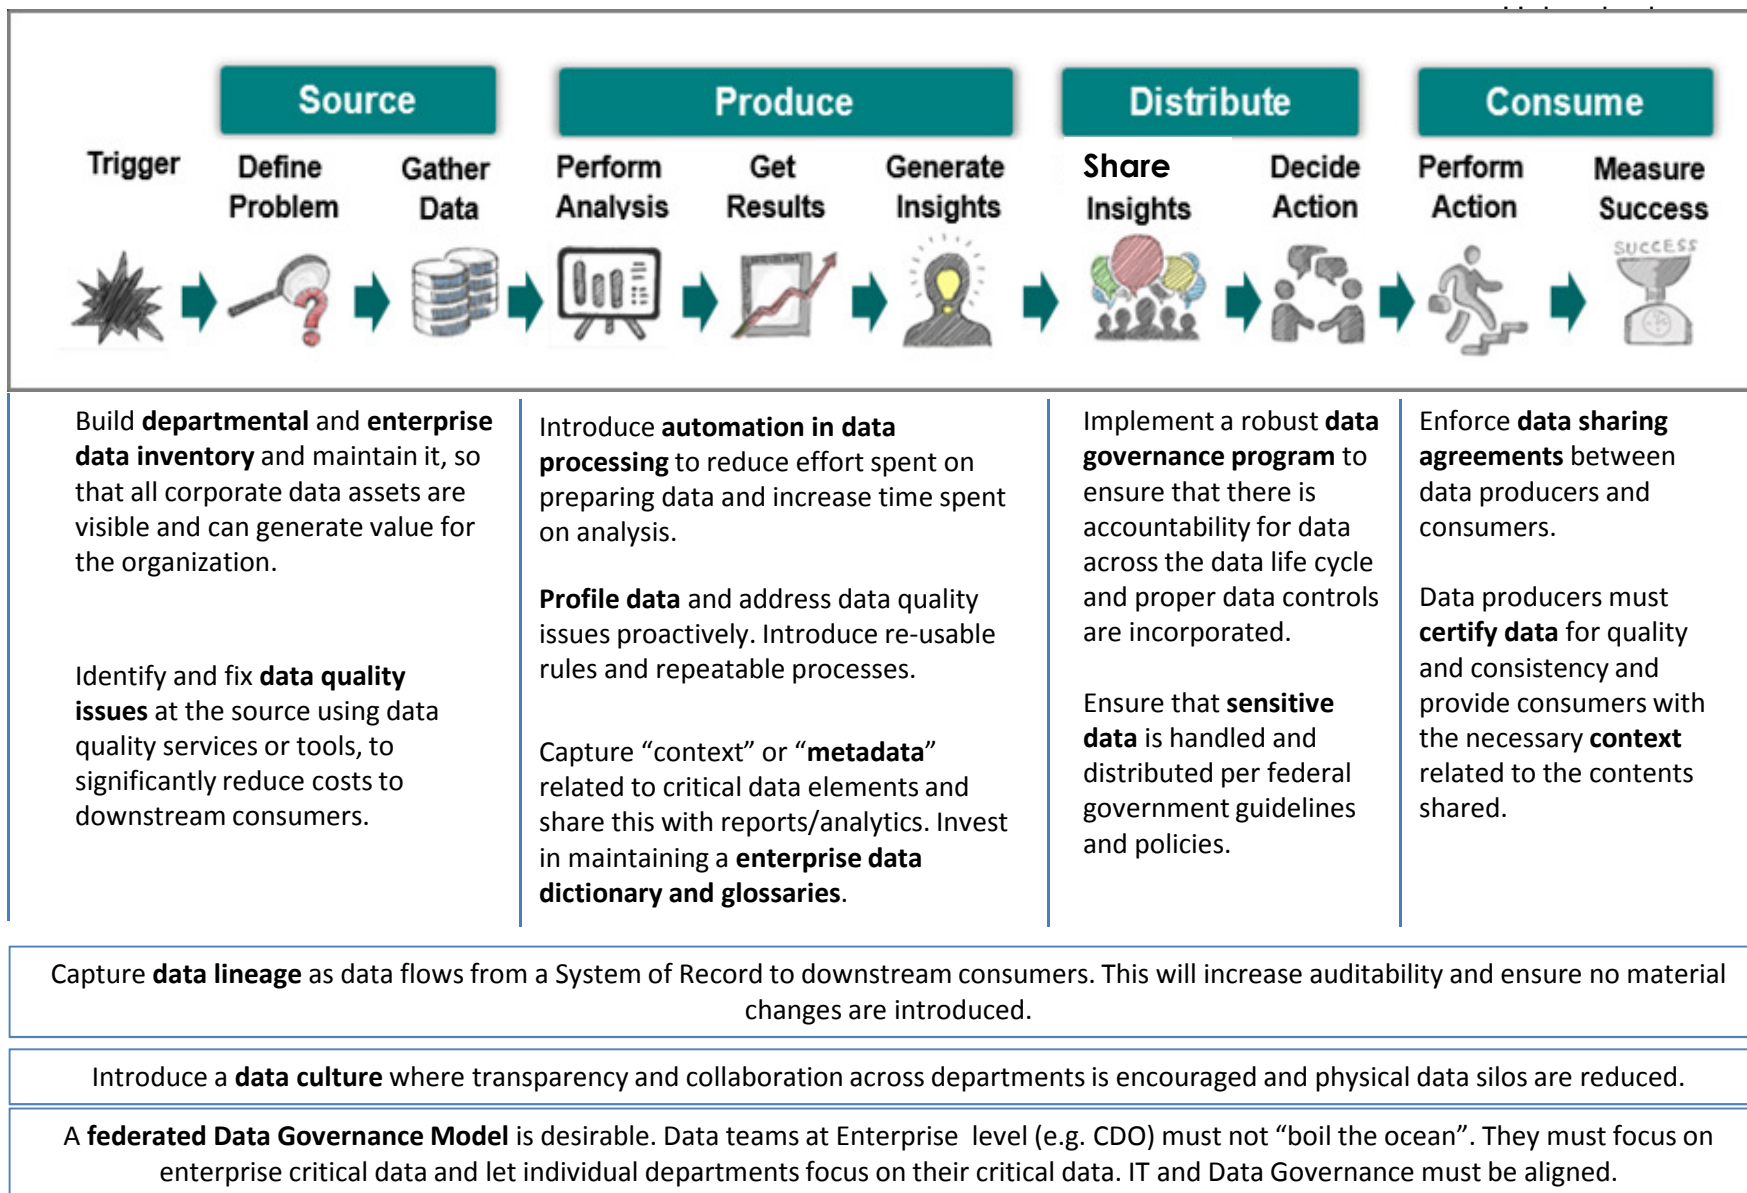 Source
Produce
Distribute
Consume
Trigger
Define
Problem
Gather
Data
Perform
Analysis
Get
Results
Generate
Insights
Share
Insights
Decide
Action
Perform
Action
Measure
Success
SUCCESS
Build departmental and enterprise
data inventory and maintain it, so
that all corporate data assets are
visible and can generate value for
the organization.
Identify and fix data quality
issues at the source using data
quality services or tools, to
significantly reduce costs to
downstream consumers.
Introduce automation in data
processing to reduce effort spent on
preparing data and increase time spent
on analysis.
Profile data and address data quality
issues proactively. Introduce re-usable
rules and repeatable processes.
Capture “context” or “metadata”
related to critical data elements and
share this with reports/analytics. Invest
in maintaining a enterprise data
dictionary and glossaries.
Implement a robust data
governance program to
ensure that there is
accountability for data
across the data life cycle
and proper data controls
are incorporated.
Ensure that sensitive
data is handled and
distributed per federal
government guidelines
and policies.
Enforce data sharing
agreements between
data producers and
consumers.
Data producers must
certify data for quality
and consistency and
provide consumers with
the necessary context
related to the contents
shared.
Capture data lineage as data flows from a System of Record to downstream consumers. This will increase auditability and ensure no material
changes are introduced.
Introduce a data culture where transparency and collaboration across departments is encouraged and physical data silos are reduced.
A federated Data Governance Model is desirable. Data teams at Enterprise level (e.g. CDO) must not “boil the ocean”. They must focus on
enterprise critical data and let individual departments focus on their critical data. IT and Data Governance must be aligned.